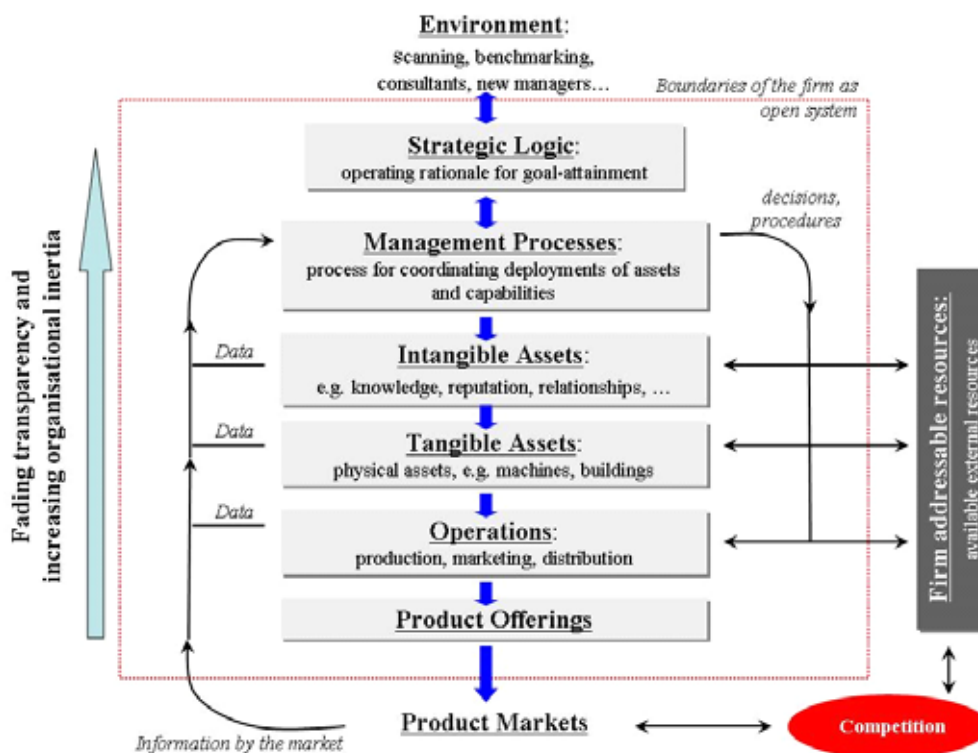 Environment:
scanning, benchmarking,
consultants, new managers…
Boundaries of the firm as
open system
Strategic Logic:
operating rationale for goal-attainment
decisions,
procedures
Management Processes:
process for coordinating deployments of assets
and capabilities
Fading transparency and
increasing organisational inertia
Data
Intangible Assets:
e.g. knowledge, reputation, relationships, …
Data
Tangible Assets:
physical assets, e.g. machines, buildings
Data
Operations:
production, marketing, distribution
Firm addressable resources:
available external resources
Product Offerings
Product Markets
Information by the market
Competition